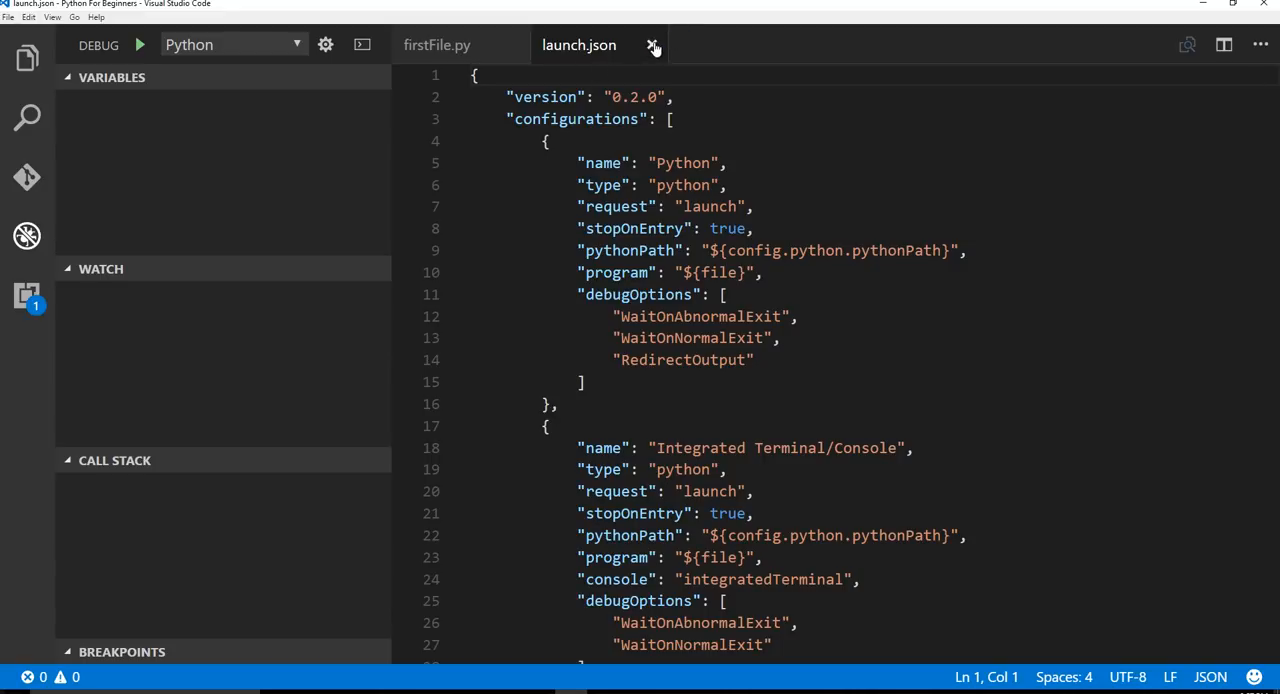 launch.json - Python For Beginners - Visual Studio Code
File Edit View Go Help
DEBUG Python firstFile.py launch.json
VARIABLES
WATCH
CALL STACK
BREAKPOINTS
1
1 {
2 "version": "0.2.0",
3 "configurations": [
4 {
5 "name": "Python",
6 "type": "python",
7 "request": "launch",
8 "stopOnEntry": true,
9 "pythonPath": "${config.python.pythonPath}",
10 "program": "${file}",
11 "debugOptions": [
12 "WaitOnAbnormalExit",
13 "WaitOnNormalExit",
14 "RedirectOutput"
15 ]
16 },
17 {
18 "name": "Integrated Terminal/Console",
19 "type": "python",
20 "request": "launch",
21 "stopOnEntry": true,
22 "pythonPath": "${config.python.pythonPath}",
23 "program": "${file}",
24 "console": "integratedTerminal",
25 "debugOptions": [
26 "WaitOnAbnormalExit",
27 "WaitOnNormalExit"
0 0 Ln 1, Col 1 Spaces: 4 UTF-8 LF JSON